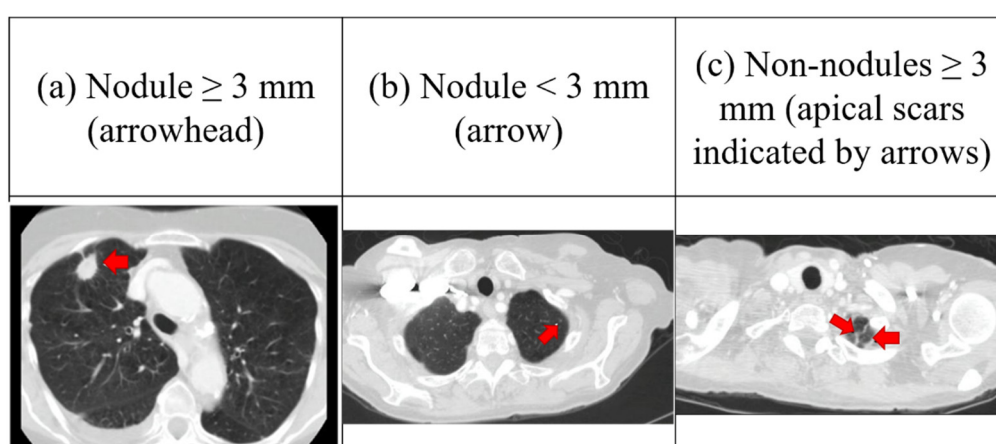 (a) Nodule ≥ 3 mm
(arrowhead)
(b) Nodule < 3 mm
(arrow)
(c) Non-nodules ≥ 3
mm (apical scars
indicated by arrows)